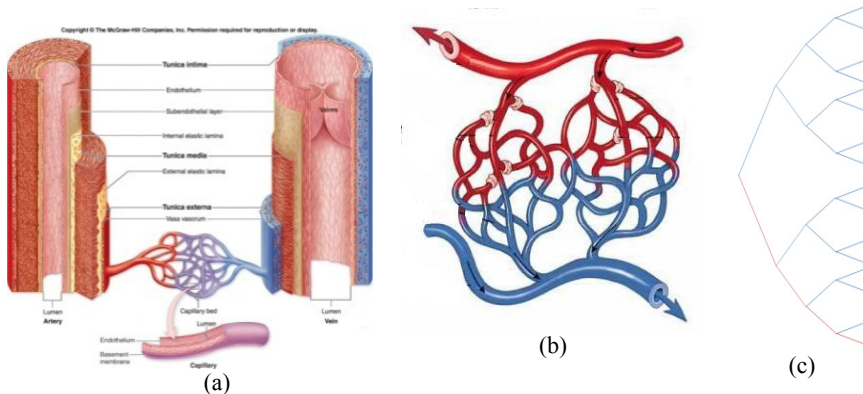 Copyright © The McGraw-Hill Companies, Inc. Permission required for reproduction or display.
Tunica intima
Endothelium
Subendothelial layer
Valves
Internal elastic lamina
Tunica media
External elastic lamina
Tunica externa
Vasa vasorum
Lumen
Artery
Capillary bed
Lumen
Vein
Lumen
Endothelium
Basement
membrane
Capillary
(a)
(b)
(c)